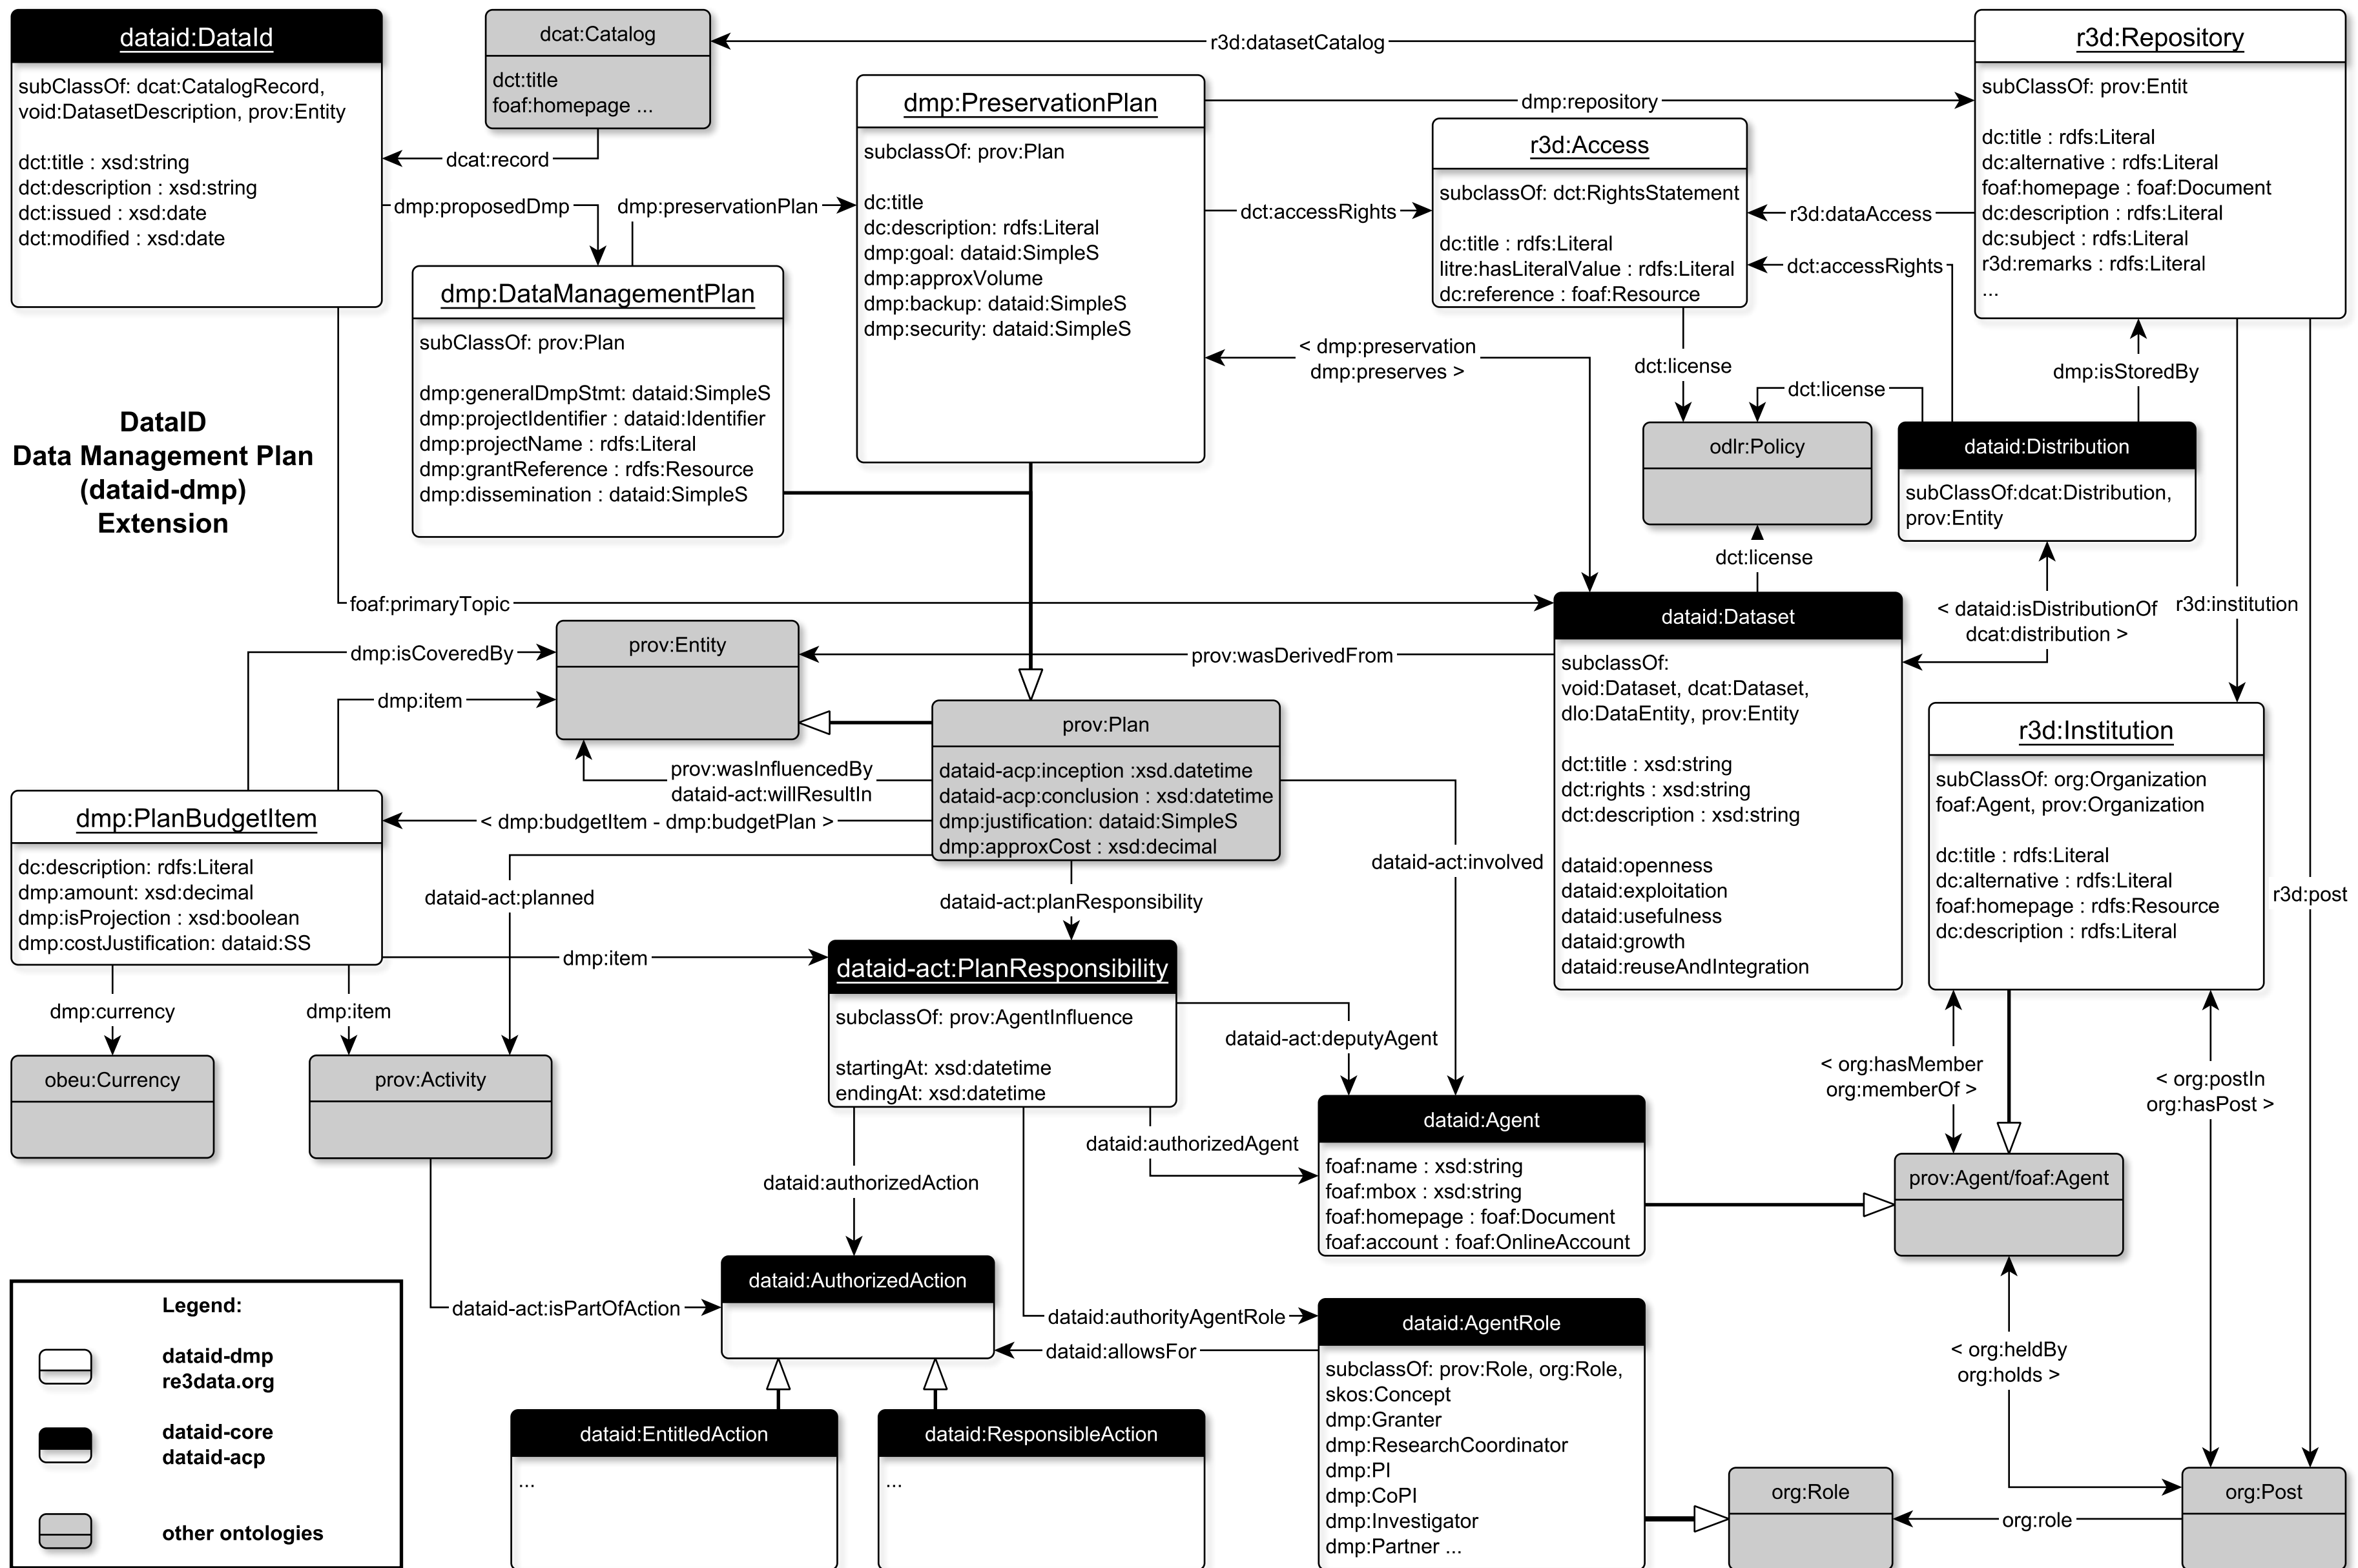 dataid:DataId
subClassOf: dcat:CatalogRecord,
void:DatasetDescription, prov:Entity
dct:title : xsd:string
dct:description : xsd:string
dct:issued : xsd:date
dct:modified : xsd:date
dcat:Catalog
dct:title
foaf:homepage ...
r3d:datasetCatalog
dcat:record
dmp:proposedDmp
dmp:preservationPlan
dmp:PreservationPlan
subclassOf: prov:Plan
dc:title
dc:description: rdfs:Literal
dmp:goal: dataid:SimpleS
dmp:approxVolume
dmp:backup: dataid:SimpleS
dmp:security: dataid:SimpleS
dmp:repository
dct:accessRights
r3d:Access
subclassOf: dct:RightsStatement
dc:title : rdfs:Literal
litre:hasLiteralValue : rdfs:Literal
dc:reference : foaf:Resource
r3d:dataAccess
dct:accessRights
r3d:Repository
subClassOf: prov:Entit
dc:title : rdfs:Literal
dc:alternative : rdfs:Literal
foaf:homepage : foaf:Document
dc:description : rdfs:Literal
dc:subject : rdfs:Literal
r3d:remarks : rdfs:Literal
...
dmp:DataManagementPlan
subClassOf: prov:Plan
dmp:generalDmpStmt: dataid:SimpleS
dmp:projectIdentifier : dataid:Identifier
dmp:projectName : rdfs:Literal
dmp:grantReference : rdfs:Resource
dmp:dissemination : dataid:SimpleS
DataID
Data Management Plan
(dataid-dmp)
Extension
< dmp:preservation
dmp:preserves >
dct:license
dct:license
dmp:isStoredBy
odlr:Policy
dataid:Distribution
subClassOf:dcat:Distribution,
prov:Entity
dct:license
foaf:primaryTopic
< dataid:isDistributionOf
dcat:distribution >
r3d:institution
dmp:isCoveredBy
dmp:item
prov:Entity
prov:wasDerivedFrom
dataid:Dataset
subclassOf:
void:Dataset, dcat:Dataset,
dlo:DataEntity, prov:Entity
dct:title : xsd:string
dct:rights : xsd:string
dct:description : xsd:string
dataid:openness
dataid:exploitation
dataid:usefulness
dataid:growth
dataid:reuseAndIntegration
prov:Plan
dataid-acp:inception :xsd.datetime
dataid-acp:conclusion : xsd:datetime
dmp:justification: dataid:SimpleS
dmp:approxCost : xsd:decimal
prov:wasInfluencedBy
dataid-act:willResultIn
< dmp:budgetItem - dmp:budgetPlan >
dmp:PlanBudgetItem
dc:description: rdfs:Literal
dmp:amount: xsd:decimal
dmp:isProjection : xsd:boolean
dmp:costJustification: dataid:SS
dataid-act:planned
dataid-act:planResponsibility
dataid-act:involved
r3d:Institution
subClassOf: org:Organization
foaf:Agent, prov:Organization
dc:title : rdfs:Literal
dc:alternative : rdfs:Literal
foaf:homepage : rdfs:Resource
dc:description : rdfs:Literal
r3d:post
dmp:item
dmp:currency
dmp:item
dataid-act:PlanResponsibility
subclassOf: prov:AgentInfluence
startingAt: xsd:datetime
endingAt: xsd:datetime
dataid-act:deputyAgent
< org:hasMember
org:memberOf >
< org:postIn
org:hasPost >
obeu:Currency
prov:Activity
dataid:authorizedAgent
dataid:authorizedAction
dataid:Agent
foaf:name : xsd:string
foaf:mbox : xsd:string
foaf:homepage : foaf:Document
foaf:account : foaf:OnlineAccount
prov:Agent/foaf:Agent
dataid-act:isPartOfAction
dataid:AuthorizedAction
dataid:authorityAgentRole
dataid:allowsFor
dataid:AgentRole
subclassOf: prov:Role, org:Role,
skos:Concept
dmp:Granter
dmp:ResearchCoordinator
dmp:PI
dmp:CoPI
dmp:Investigator
dmp:Partner ...
< org:heldBy
org:holds >
dataid:EntitledAction
...
dataid:ResponsibleAction
...
org:Role
org:role
org:Post
Legend:
dataid-dmp
re3data.org
dataid-core
dataid-acp
other ontologies